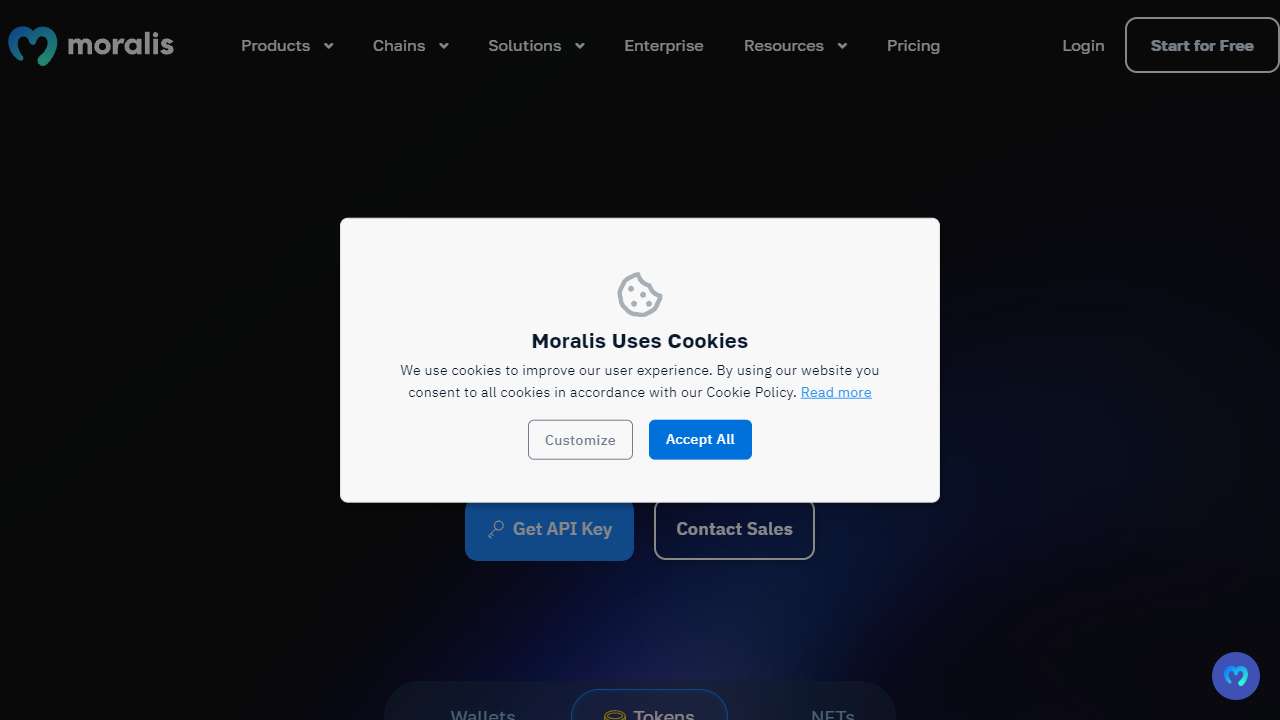 moralis
Products
Chains
Solutions
Enterprise
Resources
Pricing
Login
Start for Free
Moralis Uses Cookies
We use cookies to improve our user experience. By using our website you
consent to all cookies in accordance with our Cookie Policy. Read more
Customize
Accept All
Get API Key
Contact Sales
Wallets
Tokens
NFTs